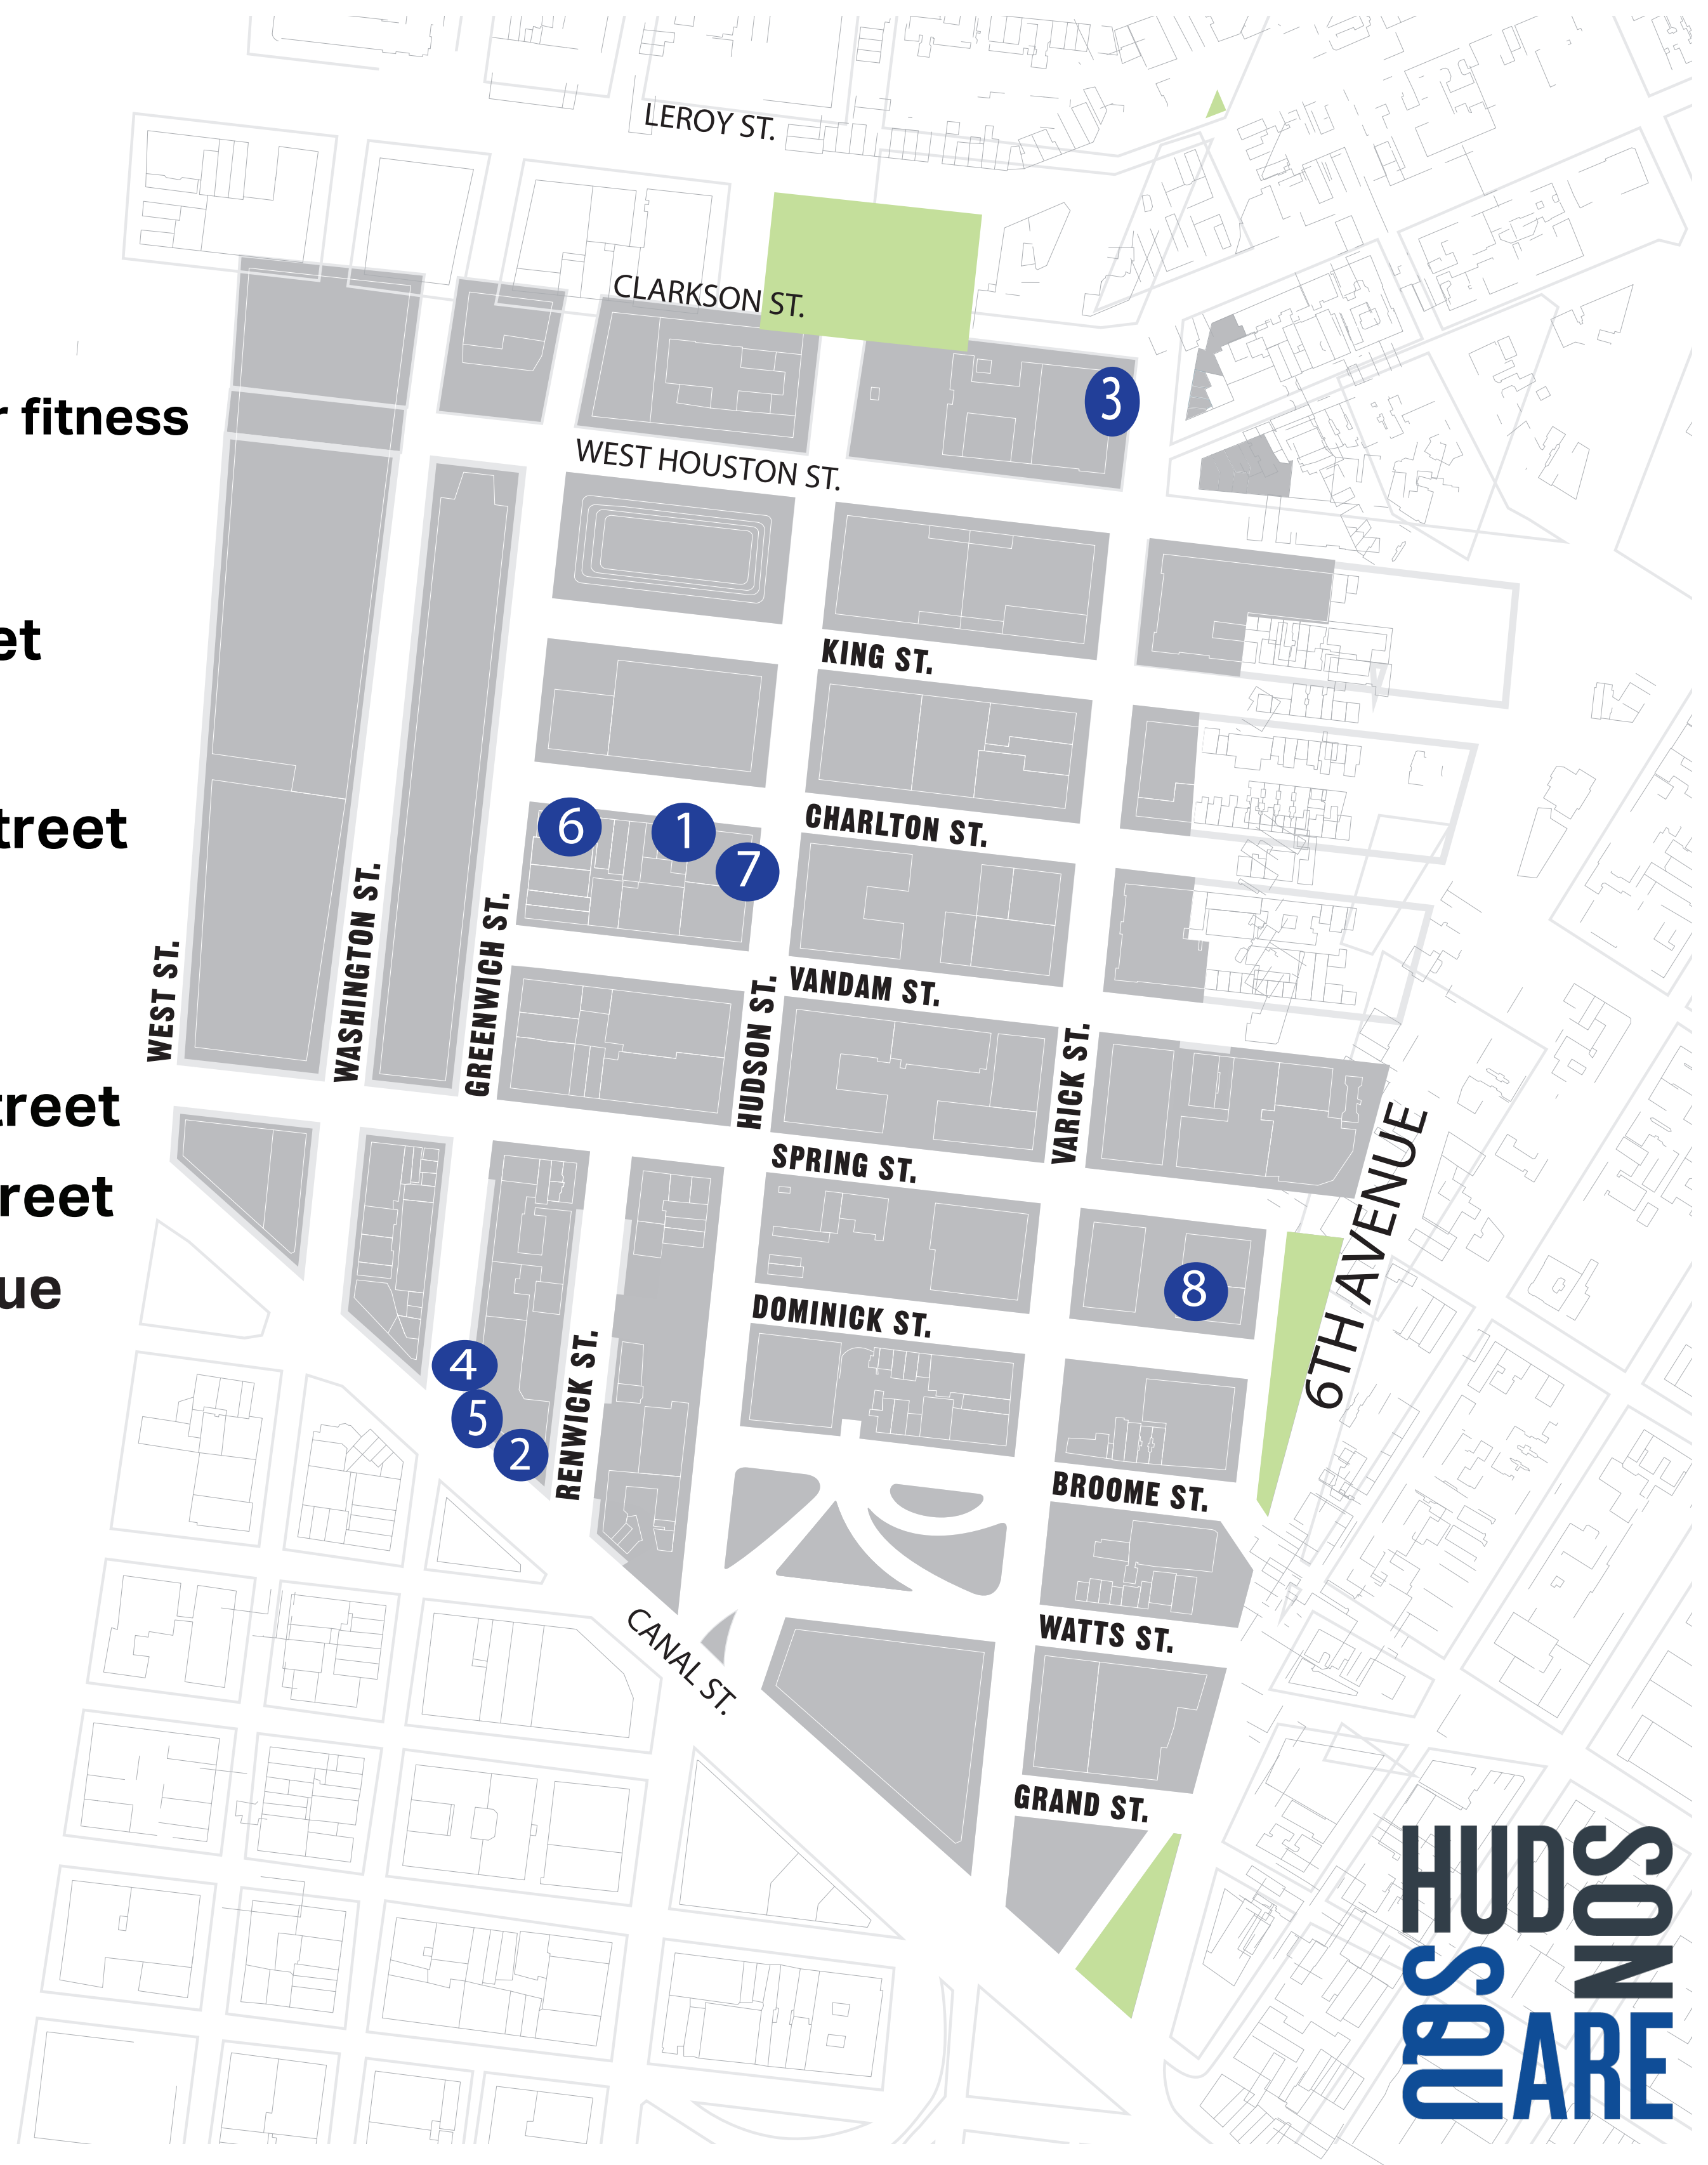 LEROY ST.
CLARKSON ST.
3
r fitness
WEST HOUSTON ST.
et
KING ST.
treet
6
1
7
CHARLTON ST.
WEST ST.
WASHINGTON ST.
GREENWICH ST.
HUDSON ST.
VANDAM ST.
VARICK ST.
treet
SPRING ST.
reet
6TH AVENUE
ue
8
DOMINICK ST.
4
5
2
RENWICK ST.
BROOME ST.
WATTS ST.
CANAL ST.
GRAND ST.
HUDSON
SQUARE